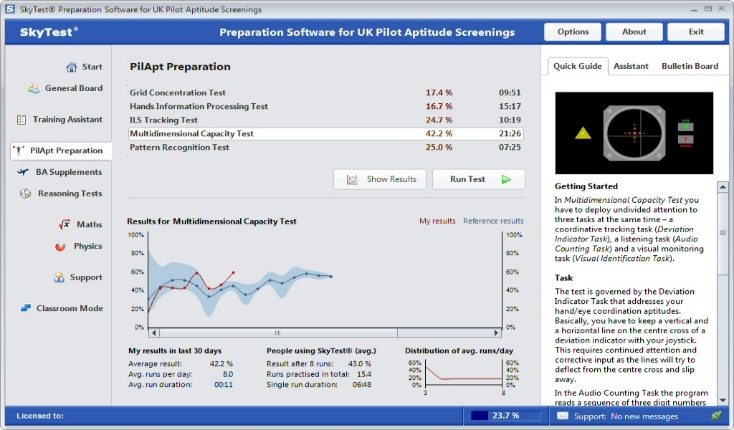 SkyTest® Preparation Software for UK Pilot Aptitude Screenings
SkyTest®
Preparation Software for UK Pilot Aptitude Screenings
Options
About
Exit
Start
General Board
Training Assistant
PilApt Preparation
BA Supplements
Reasoning Tests
Maths
Physics
Support
Classroom Mode
PilApt Preparation
Grid Concentration Test 17.4 % 09:51
Hands Information Processing Test 16.7 % 15:17
ILS Tracking Test 24.7 % 10:19
Multidimensional Capacity Test 42.2 % 21:26
Pattern Recognition Test 25.0 % 07:25
Show Results
Run Test
Results for Multidimensional Capacity Test My results Reference results
100% 100%
80% 80%
60% 60%
40% 40%
20% 20%
0% 0%
My results in last 30 days
Average result: 42.2 %
Avg. runs per day: 8.0
Avg. run duration: 00:11
People using SkyTest® (avg.)
Result after 8 runs: 43.0 %
Runs practised in total: 15.4
Single run duration: 06:48
Distribution of avg. runs/day
60% 60%
40% 40%
20% 20%
0% 0%
3 8
Quick Guide
Assistant
Bulletin Board
Getting Started
In Multidimensional Capacity Test you
have to deploy undivided attention to
three tasks at the same time – a
coordinative tracking task (Deviation
Indicator Task), a listening task (Audio
Counting Task) and a visual monitoring
task (Visual Identification Task).
Task
The test is governed by the Deviation
Indicator Task that addresses your
hand/eye coordination aptitudes.
Basically, you have to keep a vertical and
a horizontal line on the centre cross of a
deviation indicator with your joystick.
This requires continued attention and
corrective input as the lines will try to
deflect from the centre cross and slip
away.
In the Audio Counting Task the program
reads a sequence of three digit numbers
Licensed to:
23.7 %
Support: No new messages